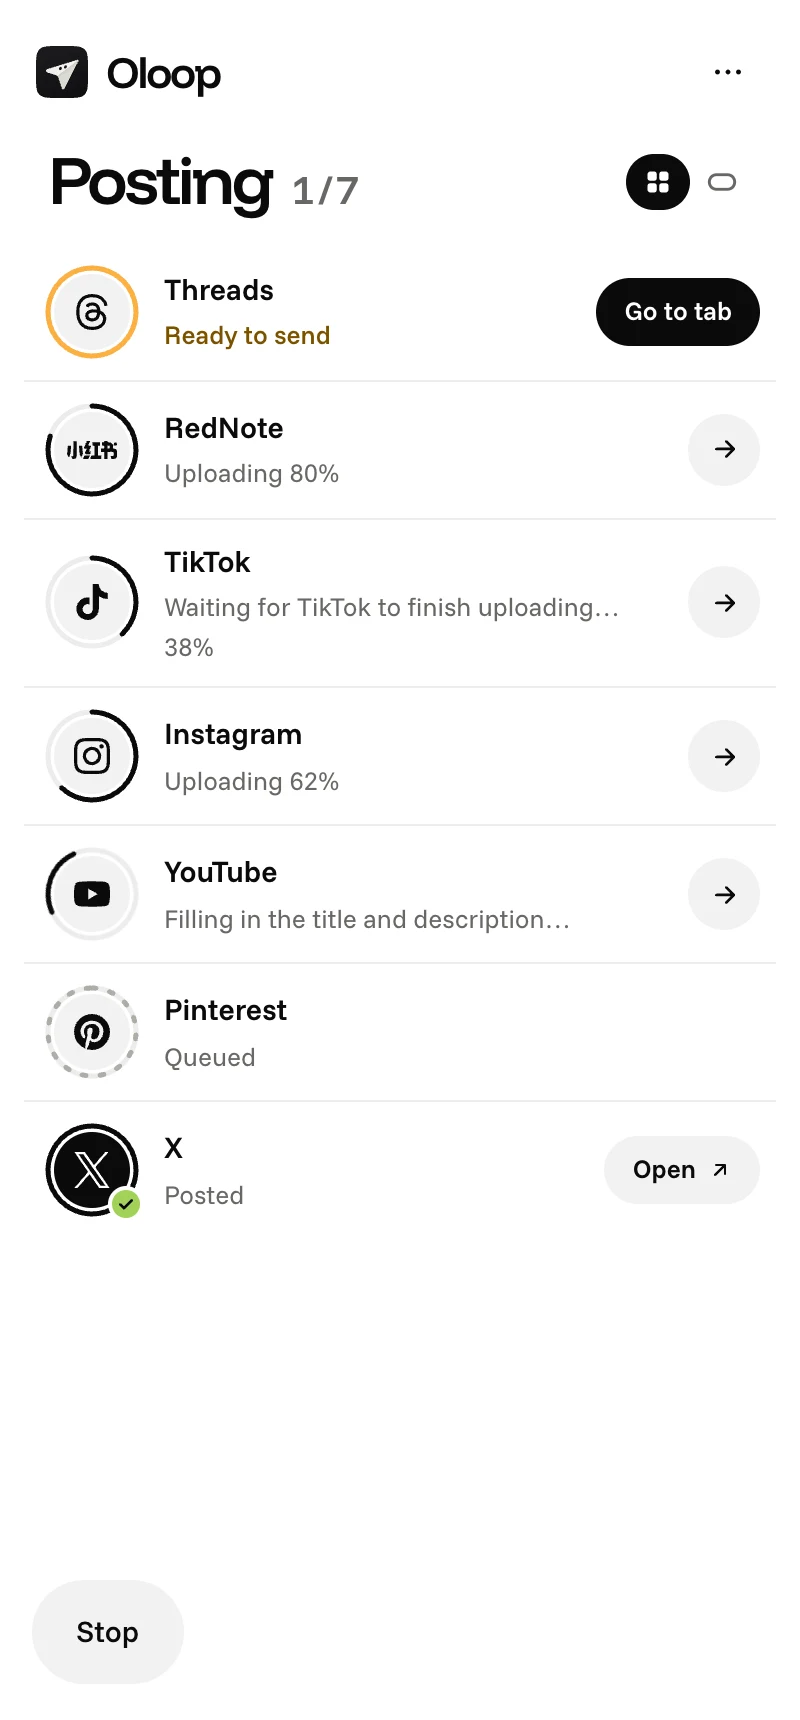 Oloop
Posting 1/7
Threads
Ready to send
Go to tab
小红书
RedNote
Uploading 80%
TikTok
Waiting for TikTok to finish uploading…
38%
Instagram
Uploading 62%
YouTube
Filling in the title and description…
Pinterest
Queued
X
Posted
Open
Stop